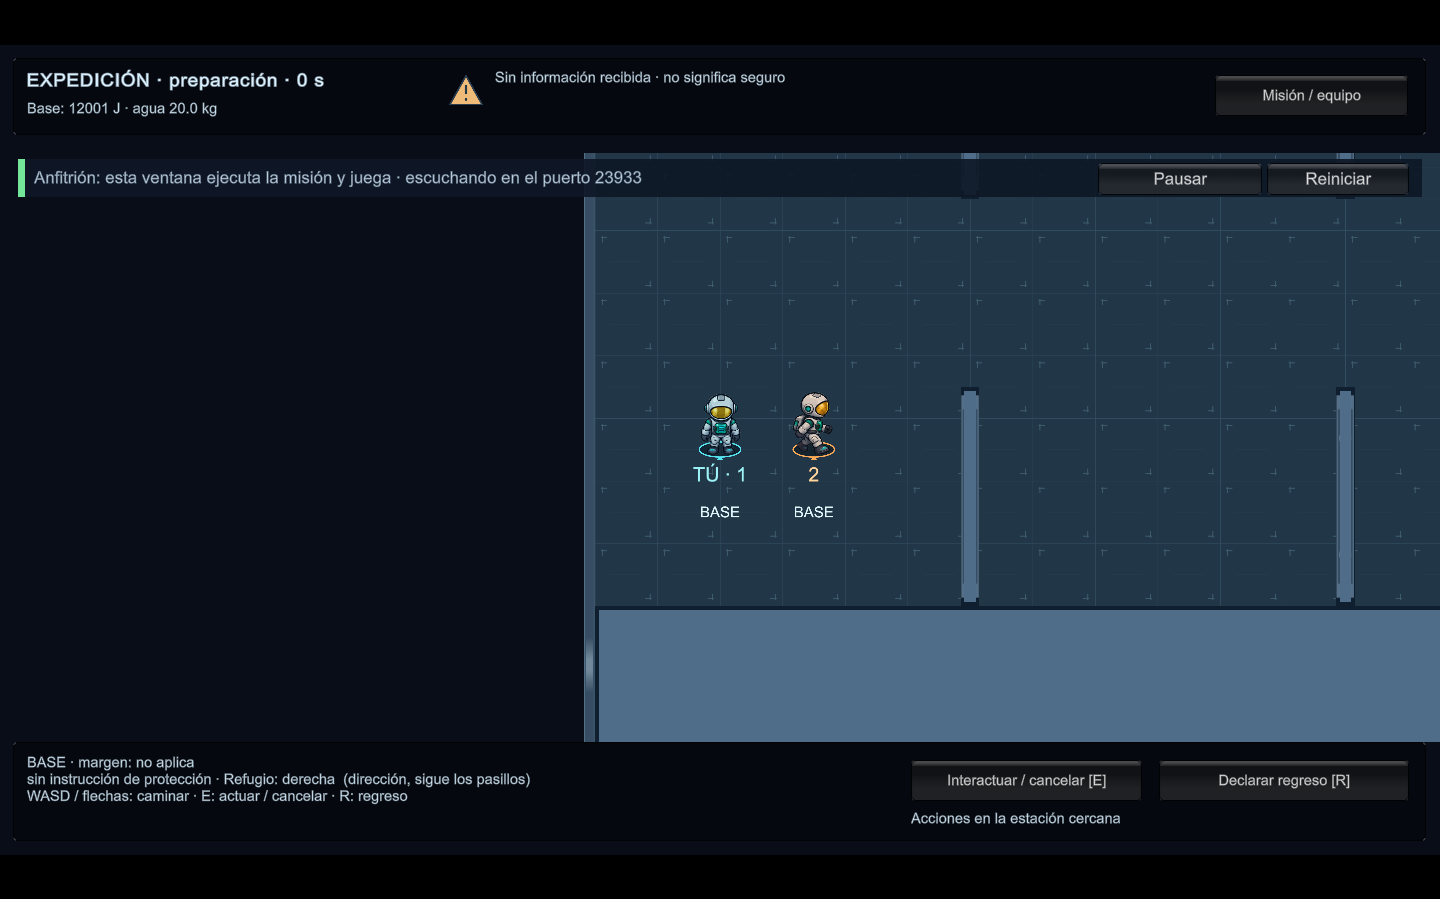 EXPEDICIÓN · preparación · 0 s
Base: 12001 J · agua 20.0 kg
Sin información recibida · no significa seguro
Misión / equipo
Anfitrión: esta ventana ejecuta la misión y juega · escuchando en el puerto 23933
Pausar
Reiniciar
TÚ · 1
2
BASE
BASE
BASE · margen: no aplica
sin instrucción de protección · Refugio: derecha (dirección, sigue los pasillos)
WASD / flechas: caminar · E: actuar / cancelar · R: regreso
Interactuar / cancelar [E]
Declarar regreso [R]
Acciones en la estación cercana